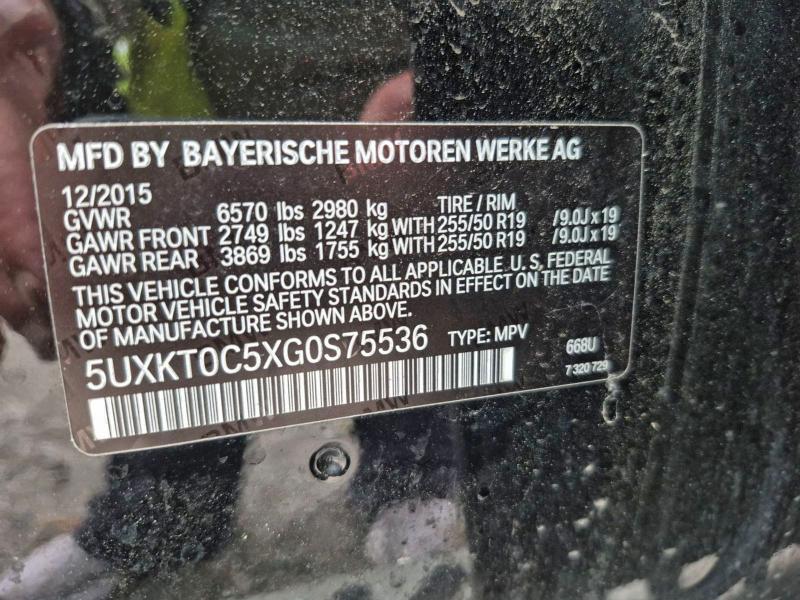 MFD BY BAYERISCHE MOTOREN WERKE AG
12/2015 TIRE / RIM
GVWR 6570 lbs 2980 kg
GAWR FRONT 2749 lbs 1247 kg WITH 255/50 R19 /9.0J x 19
GAWR REAR 3869 lbs 1755 kg WITH 255/50 R19 /9.0J x 19
THIS VEHICLE CONFORMS TO ALL APPLICABLE U. S. FEDERAL
MOTOR VEHICLE SAFETY STANDARDS IN EFFECT ON THE DATE
OF MANUFACTURE SHOWN ABOVE.
5UXKT0C5XG0S75536 TYPE: MPV 668U
7 320 729